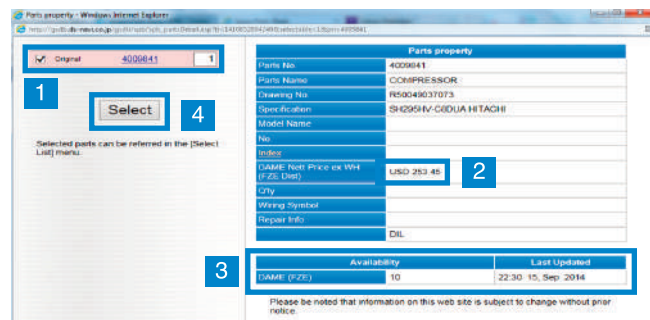 Parts property - Windows Internet Explorer
Original 4009841 1
1
Select
4
Selected parts can be referred in the [Select
List] menu.
Parts property
Parts No. 4009841
Parts Name COMPRESSOR
Drawing No. R50049037073
Specification SH295HV-C8DUA HITACHI
Model Name
No
Index
DAME Nett Price ex WH
(FZE Dist) USD 253.45
2
Q'ty
Wiring Symbol
Repair Info
DIL
3
Availability Last Updated
DAME (FZE) 10 22:30 15, Sep. 2014
Please be noted that information on this web site is subject to change without prior
notice.